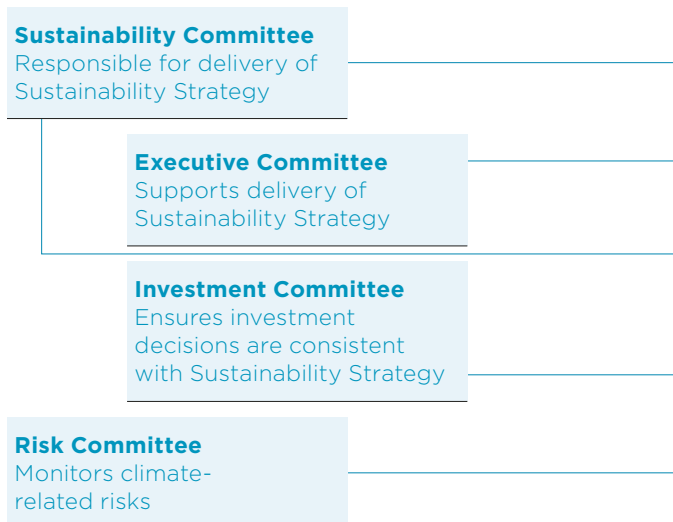 Sustainability Committee
Responsible for delivery of
Sustainability Strategy
Executive Committee
Supports delivery of
Sustainability Strategy
Investment Committee
Ensures investment
decisions are consistent
with Sustainability Strategy
Risk Committee
Monitors climate-
related risks